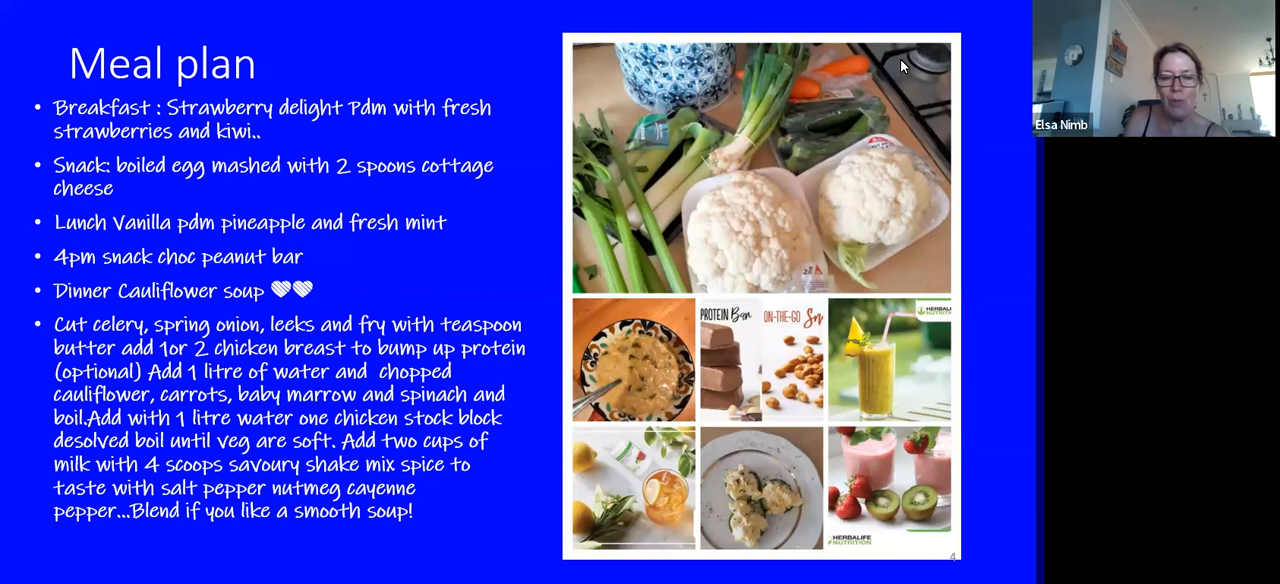 Meal plan
• Breakfast : Strawberry delight Pdm with fresh
strawberries and kiwi..
• Snack: boiled egg mashed with 2 spoons cottage
cheese
• Lunch Vanilla pdm pineapple and fresh mint
• 4pm snack choc peanut bar
• Dinner Cauliflower soup 🤍🤍
• Cut celery, spring onion, leeks and fry with teaspoon
butter add 1or 2 chicken breast to bump up protein
(optional) Add 1 litre of water and chopped
cauliflower, carrots, baby marrow and spinach and
boil.Add with 1 litre water one chicken stock block
desolved boil until veg are soft. Add two cups of
milk with 4 scoops savoury shake mix spice to
taste with salt pepper nutmeg cayenne
pepper...Blend if you like a smooth soup!
PROTEIN Bar
ON-THE-GO Sn
HERBAL
NUTRITI
HERBALIFE
NUTRITION
4
Elsa Nimb